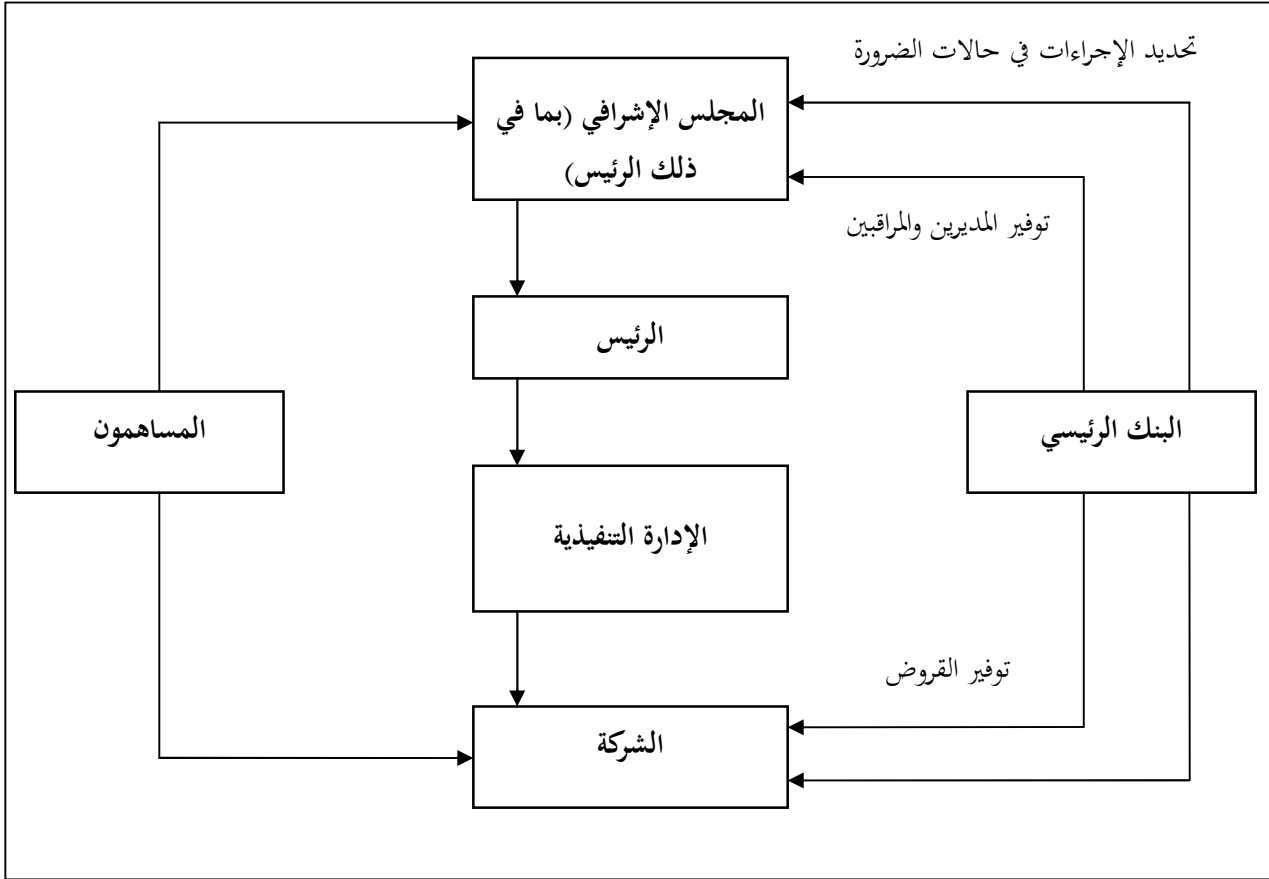 تحديد الإجراءات في حالات الضرورة
المجلس الإشرافي (بما في
ذلك الرئيس)
توفير المديرين والمراقبين
الرئيس
البنك الرئيسي
المساهمون
الإدارة التنفيذية
توفير القروض
الشركة